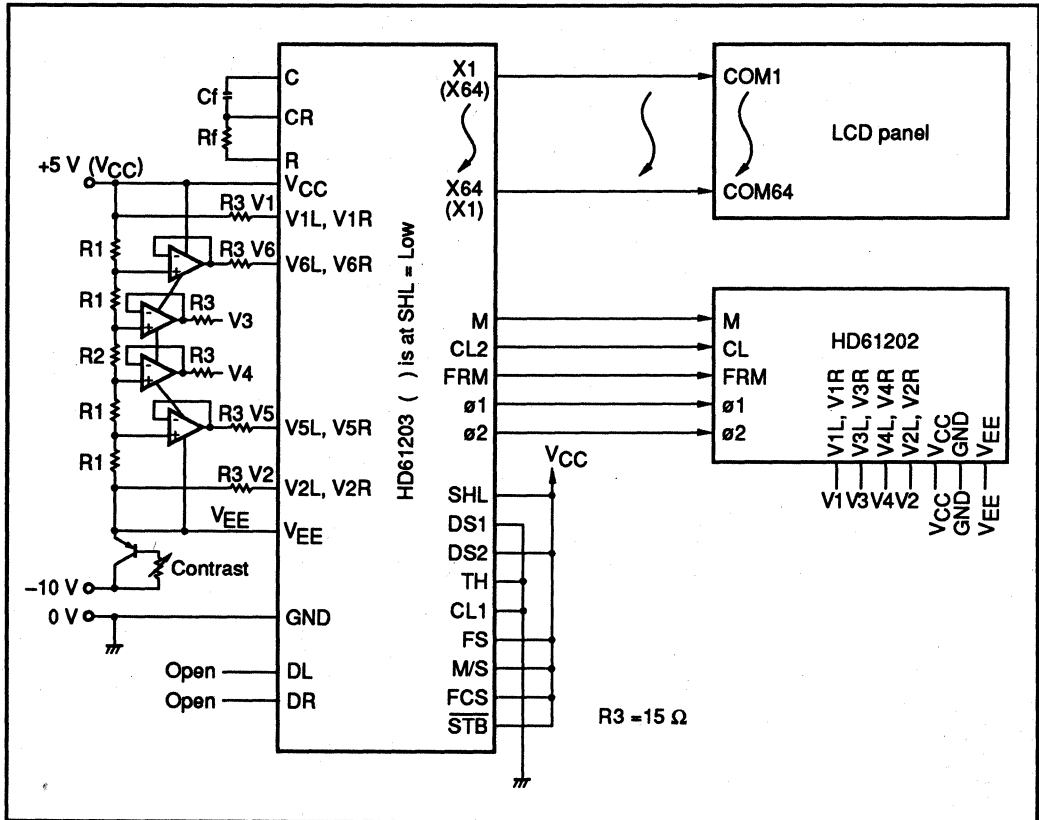 C
Cf
CR
Rf
R
+5 V (VCC)
VCC
R3 V1
V1L, V1R
R1
R3 V6
V6L, V6R
R1
R3
V3
R2
R3
V4
R1
R3 V5
V5L, V5R
R1
R3 V2
V2L, V2R
VEE
VEE
Contrast
–10 V
0 V
GND
Open
DL
Open
DR
HD61203 ( ) is at SHL = Low
X1
(X64)
X64
(X1)
M
CL2
FRM
ø1
ø2
VCC
SHL
DS1
DS2
TH
CL1
FS
M/S
FCS
STB
R3 =15 Ω
COM1
LCD panel
COM64
M
HD61202
CL
FRM
ø1
ø2
V1L, V1R
V3L, V3R
V4L, V4R
V2L, V2R
VCC
GND
VEE
V1
V3
V4
V2
VCC
GND
VEE